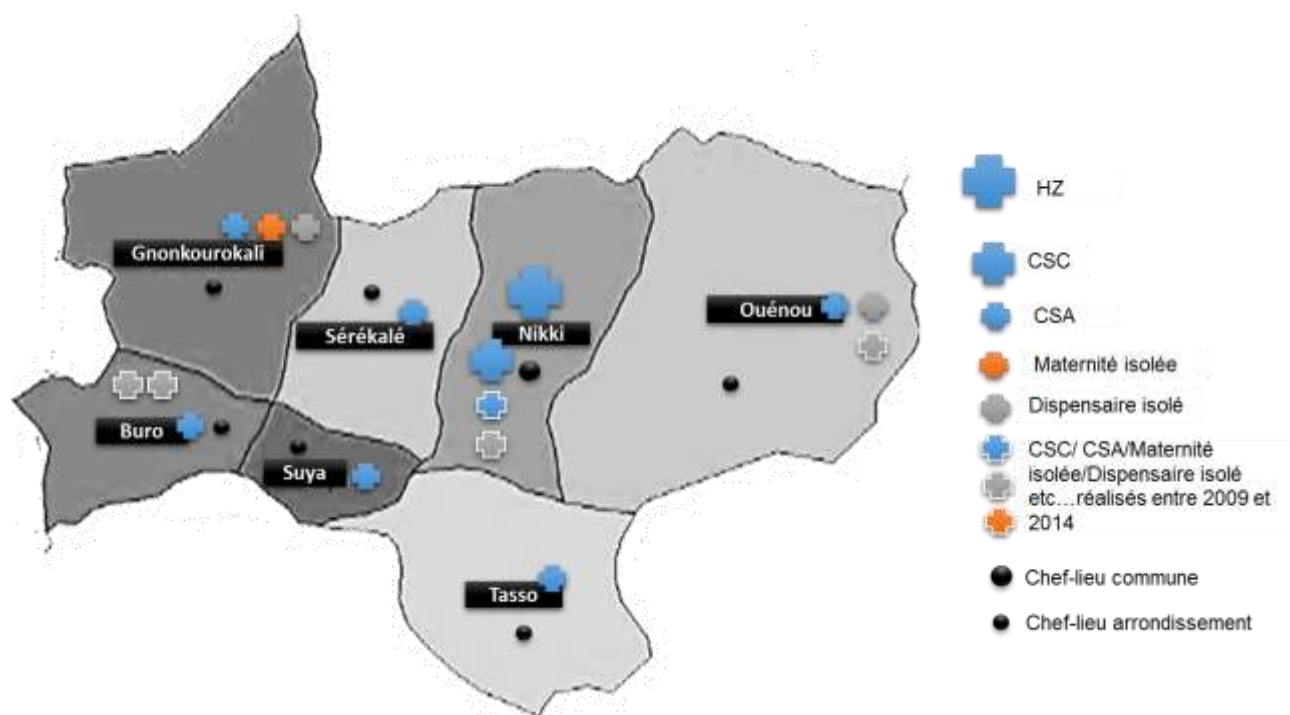 Gnonkourokali
Sérékalé
Nikki
Ouénou
Buro
Suya
Tasso
HZ
CSC
CSA
Maternité isolée
Dispensaire isolé
CSC/ CSA/Maternité
isolée/Dispensaire isolé
etc...réalisés entre 2009 et
2014
Chef-lieu commune
Chef-lieu arrondissement